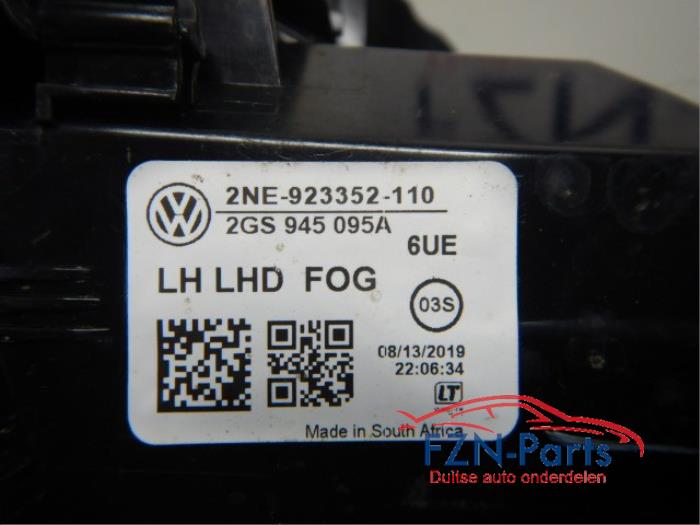 FZN
2NE-923352-110
2GS 945 095A
6UE
LH LHD FOG
03S
08/13/2019
22:06:34
LT
Made in South Africa
FZN-Parts
Duitse auto onderdelen